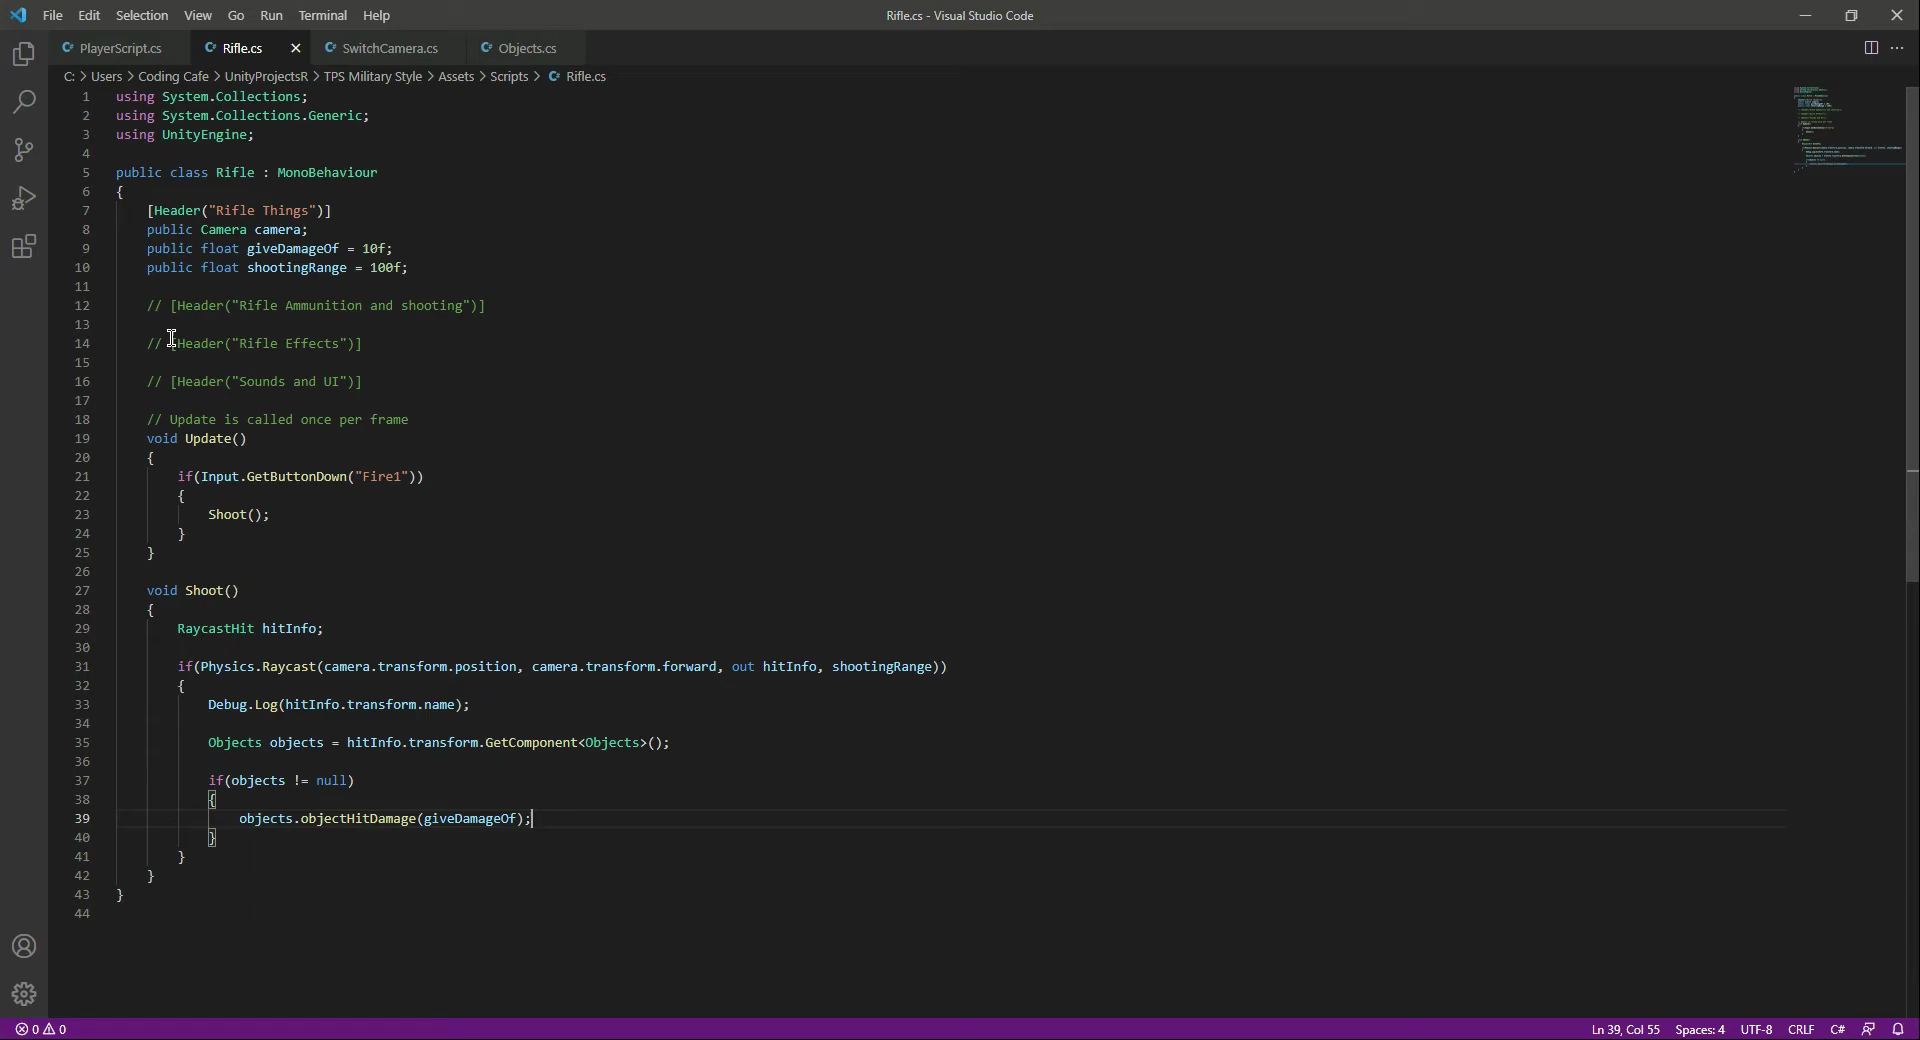 File Edit Selection View Go Run Terminal Help
Rifle.cs - Visual Studio Code
PlayerScript.cs Rifle.cs SwitchCamera.cs Objects.cs
C: > Users > Coding Cafe > UnityProjectsR > TPS Military Style > Assets > Scripts > Rifle.cs
1 using System.Collections;
2 using System.Collections.Generic;
3 using UnityEngine;
4
5 public class Rifle : MonoBehaviour
6 {
7 [Header("Rifle Things")]
8 public Camera camera;
9 public float giveDamageOf = 10f;
10 public float shootingRange = 100f;
11
12 // [Header("Rifle Ammunition and shooting")]
13
14 // [Header("Rifle Effects")]
15
16 // [Header("Sounds and UI")]
17
18 // Update is called once per frame
19 void Update()
20 {
21 if(Input.GetButtonDown("Fire1"))
22 {
23 Shoot();
24 }
25 }
26
27 void Shoot()
28 {
29 RaycastHit hitInfo;
30
31 if(Physics.Raycast(camera.transform.position, camera.transform.forward, out hitInfo, shootingRange))
32 {
33 Debug.Log(hitInfo.transform.name);
34
35 Objects objects = hitInfo.transform.GetComponent<Objects>();
36
37 if(objects != null)
38 {
39 objects.objectHitDamage(giveDamageOf);
40 }
41 }
42 }
43 }
44
0 0 Ln 39, Col 55 Spaces: 4 UTF-8 CRLF C#